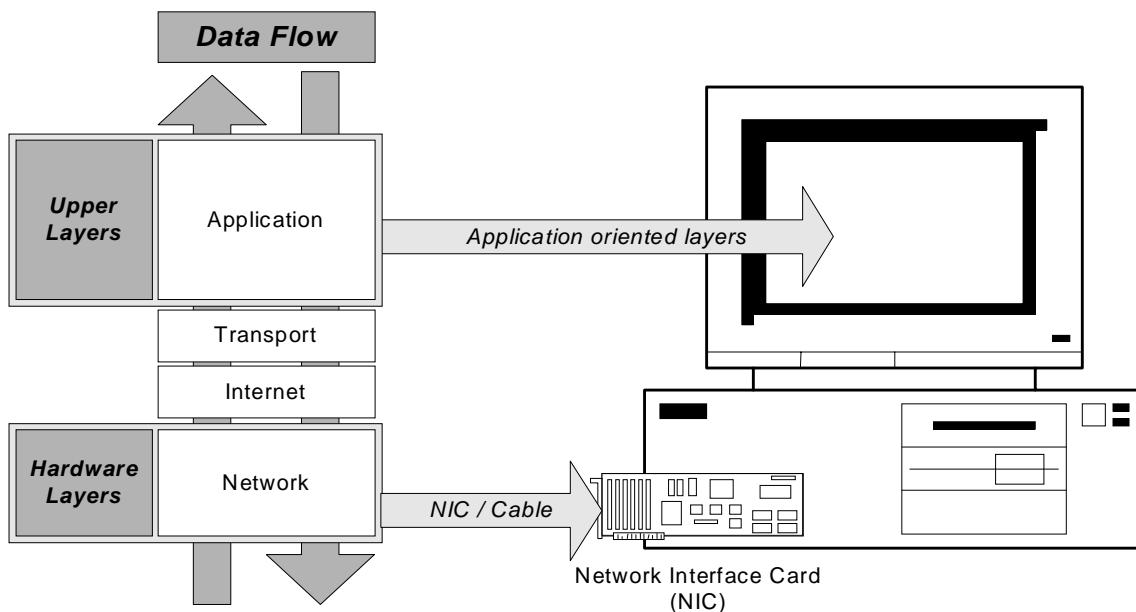 Data Flow
Upper
Layers
Application
Application oriented layers
Transport
Internet
Hardware
Layers
Network
NIC / Cable
Network Interface Card
(NIC)